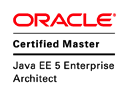 ORACLE®
Certified Master
Java EE 5 Enterprise
Architect